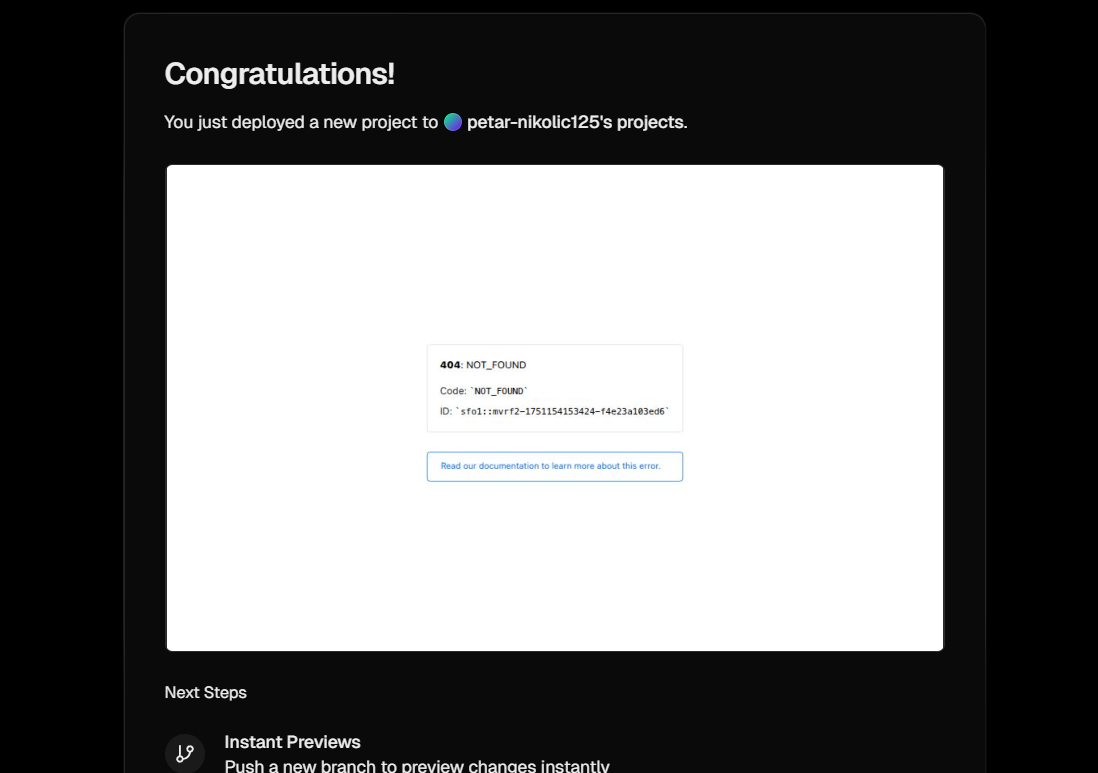 Congratulations!
You just deployed a new project to petar-nikolic125's projects.
404: NOT_FOUND
Code: `NOT_FOUND`
ID: `sfo1::mvrf2-1751154153424-f4e23a103ed6`
Read our documentation to learn more about this error.
Next Steps
Instant Previews
Push a new branch to preview changes instantly